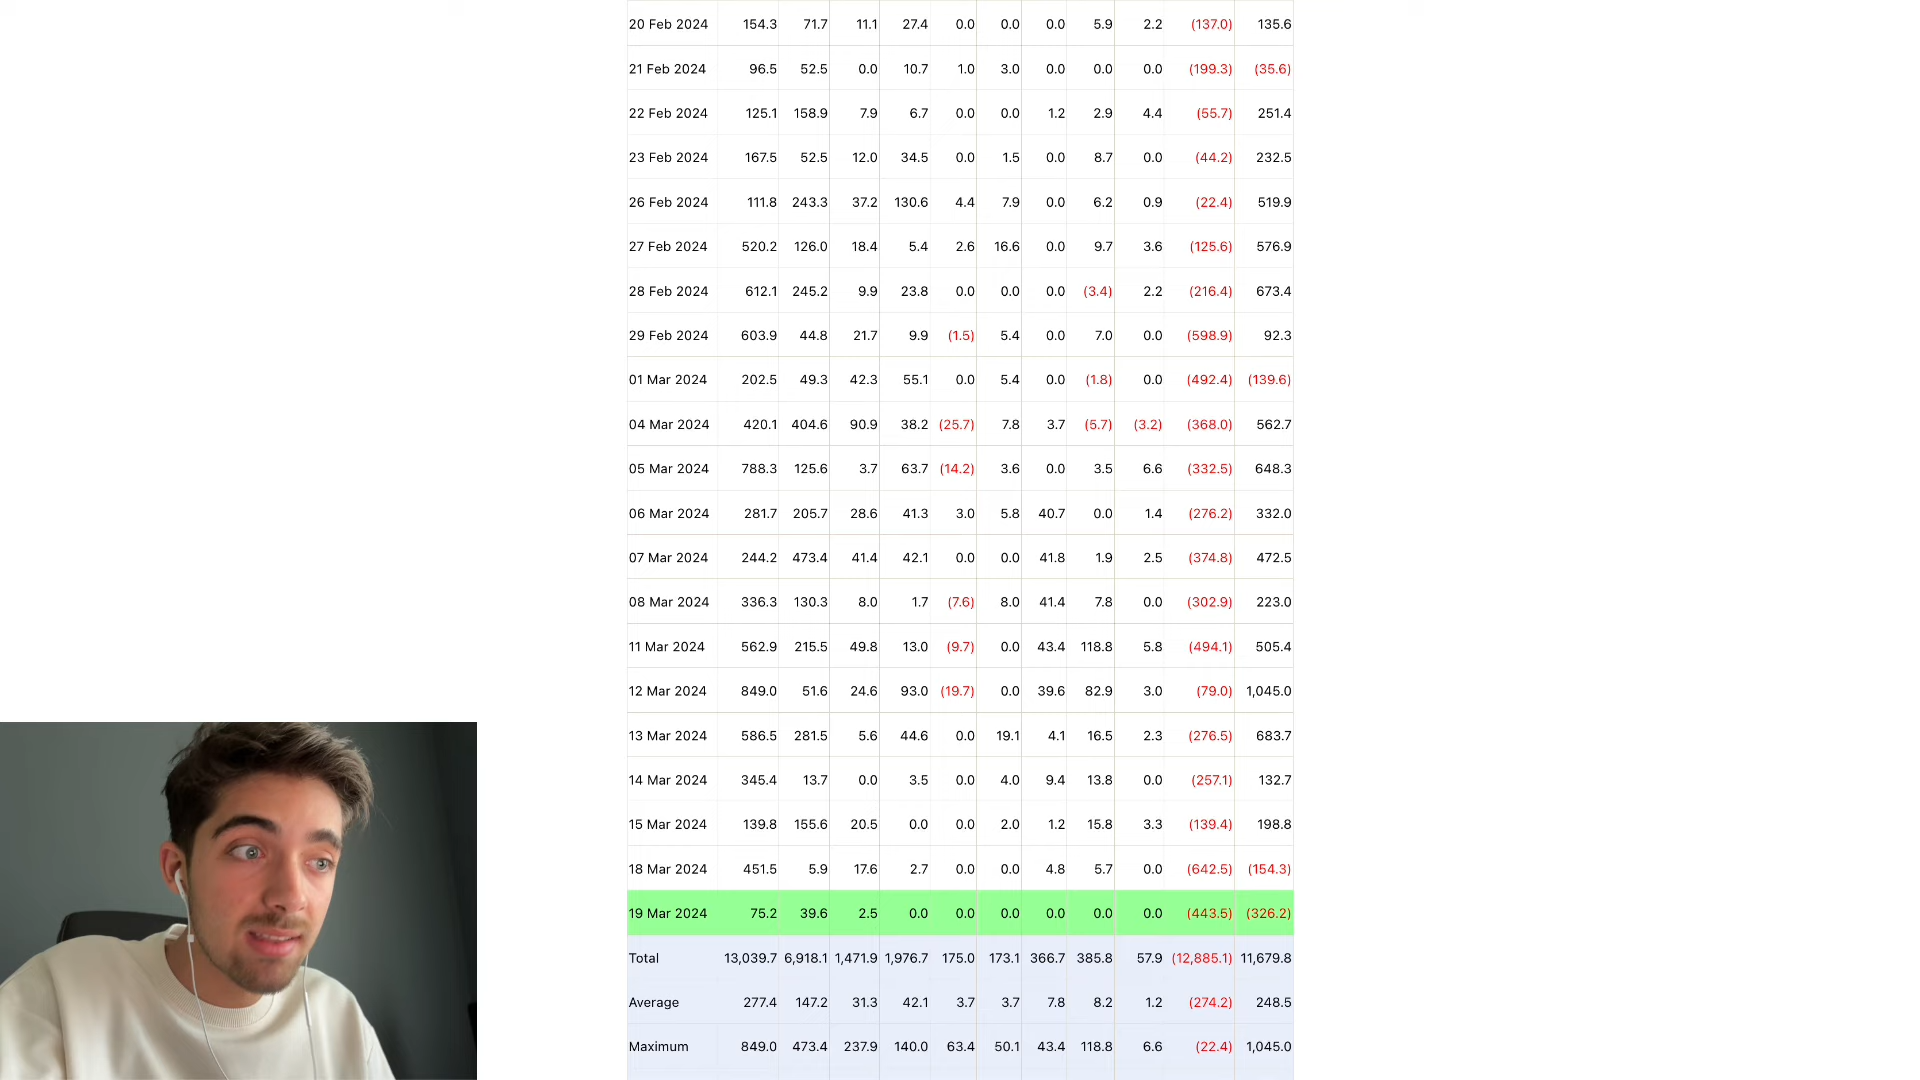 20 Feb 2024 154.3 71.7 11.1 27.4 0.0 0.0 0.0 5.9 2.2 (137.0) 135.6
21 Feb 2024 96.5 52.5 0.0 10.7 1.0 3.0 0.0 0.0 0.0 (199.3) (35.6)
22 Feb 2024 125.1 158.9 7.9 6.7 0.0 0.0 1.2 2.9 4.4 (55.7) 251.4
23 Feb 2024 167.5 52.5 12.0 34.5 0.0 1.5 0.0 8.7 0.0 (44.2) 232.5
26 Feb 2024 111.8 243.3 37.2 130.6 4.4 7.9 0.0 6.2 0.9 (22.4) 519.9
27 Feb 2024 520.2 126.0 18.4 5.4 2.6 16.6 0.0 9.7 3.6 (125.6) 576.9
28 Feb 2024 612.1 245.2 9.9 23.8 0.0 0.0 0.0 (3.4) 2.2 (216.4) 673.4
29 Feb 2024 603.9 44.8 21.7 9.9 (1.5) 5.4 0.0 7.0 0.0 (598.9) 92.3
01 Mar 2024 202.5 49.3 42.3 55.1 0.0 5.4 0.0 (1.8) 0.0 (492.4) (139.6)
04 Mar 2024 420.1 404.6 90.9 38.2 (25.7) 7.8 3.7 (5.7) (3.2) (368.0) 562.7
05 Mar 2024 788.3 125.6 3.7 63.7 (14.2) 3.6 0.0 3.5 6.6 (332.5) 648.3
06 Mar 2024 281.7 205.7 28.6 41.3 3.0 5.8 40.7 0.0 1.4 (276.2) 332.0
07 Mar 2024 244.2 473.4 41.4 42.1 0.0 0.0 41.8 1.9 2.5 (374.8) 472.5
08 Mar 2024 336.3 130.3 8.0 1.7 (7.6) 8.0 41.4 7.8 0.0 (302.9) 223.0
11 Mar 2024 562.9 215.5 49.8 13.0 (9.7) 0.0 43.4 118.8 5.8 (494.1) 505.4
12 Mar 2024 849.0 51.6 24.6 93.0 (19.7) 0.0 39.6 82.9 3.0 (79.0) 1,045.0
13 Mar 2024 586.5 281.5 5.6 44.6 0.0 19.1 4.1 16.5 2.3 (276.5) 683.7
14 Mar 2024 345.4 13.7 0.0 3.5 0.0 4.0 9.4 13.8 0.0 (257.1) 132.7
15 Mar 2024 139.8 155.6 20.5 0.0 0.0 2.0 1.2 15.8 3.3 (139.4) 198.8
18 Mar 2024 451.5 5.9 17.6 2.7 0.0 0.0 4.8 5.7 0.0 (642.5) (154.3)
19 Mar 2024 75.2 39.6 2.5 0.0 0.0 0.0 0.0 0.0 0.0 (443.5) (326.2)
Total 13,039.7 6,918.1 1,471.9 1,976.7 175.0 173.1 366.7 385.8 57.9 (12,885.1) 11,679.8
Average 277.4 147.2 31.3 42.1 3.7 3.7 7.8 8.2 1.2 (274.2) 248.5
Maximum 849.0 473.4 237.9 140.0 63.4 50.1 43.4 118.8 6.6 (22.4) 1,045.0